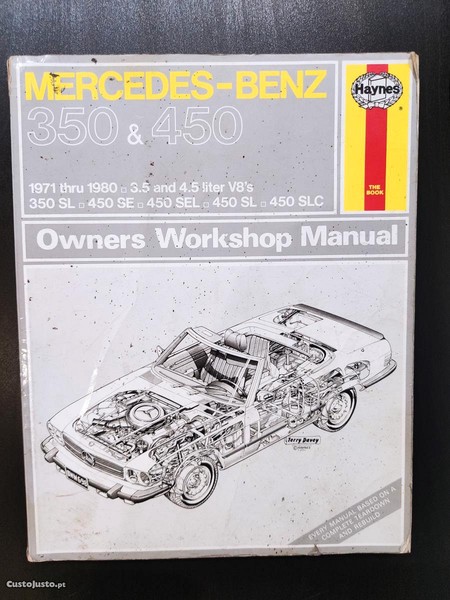 MERCEDES-BENZ
350 & 450
Haynes
®
1971 thru 1980 □ 3.5 and 4.5 liter V8's
350 SL □ 450 SE □ 450 SEL □ 450 SL □ 450 SLC
THE
BOOK
Owners Workshop Manual
Terry Davey
EVERY MANUAL BASED ON A
COMPLETE TEARDOWN
AND REBUILD
CustoJusto.pt